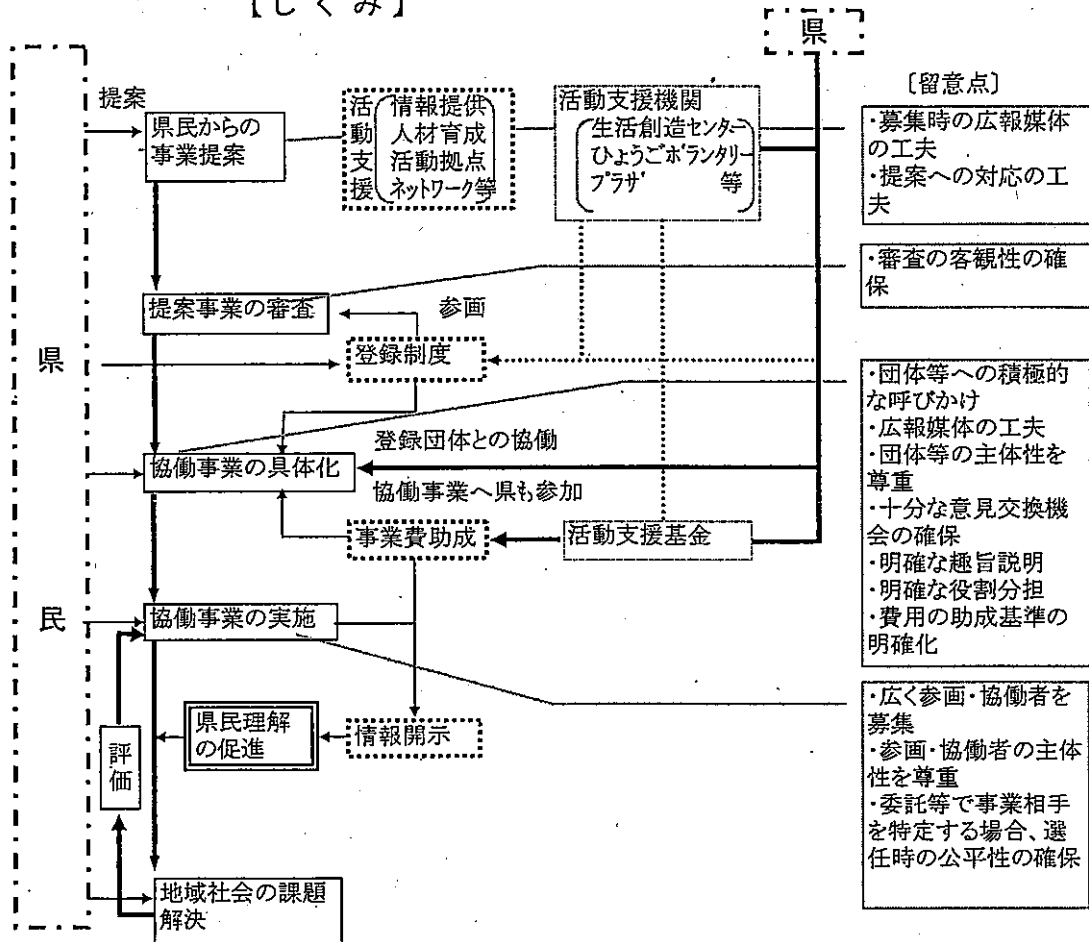 【しくみ】
県
提案
県民からの
事業提案
活動支援
情報提供
人材育成
活動拠点
ネットワーク等
活動支援機関
生活創造センター
ひょうごボランタリー
プラザ 等
〔留意点〕
・募集時の広報媒体
の工夫
・提案への対応の工
夫
・審査の客観性の確
保
提案事業の審査
参画
登録制度
県民
・団体等への積極的
な呼びかけ
・広報媒体の工夫
・団体等の主体性を
尊重
・十分な意見交換機
会の確保
・明確な趣旨説明
・明確な役割分担
・費用の助成基準の
明確化
登録団体との協働
協働事業の具体化
協働事業へ県も参加
事業費助成
活動支援基金
協働事業の実施
県民理解
の促進
情報開示
評価
・広く参画・協働者を
募集
・参画・協働者の主体
性を尊重
・委託等で事業相手
を特定する場合、選
任時の公平性の確保
地域社会の課題
解決